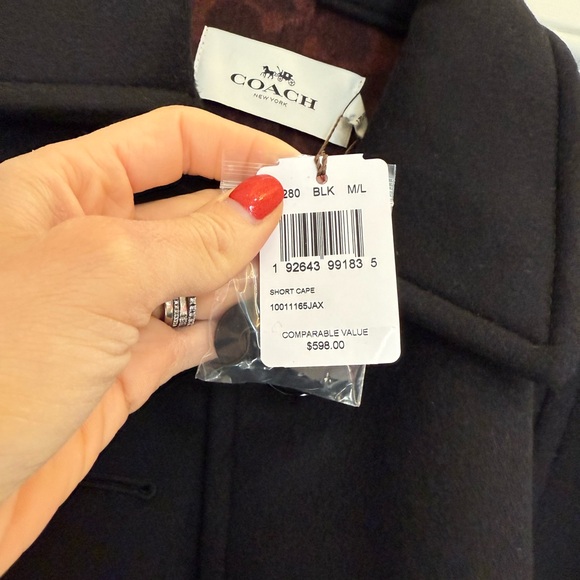 COACH
NEW YORK
280 BLK M/L
1 92643 99183 5
SHORT CAPE
10011165JAX
COMPARABLE VALUE
$598.00